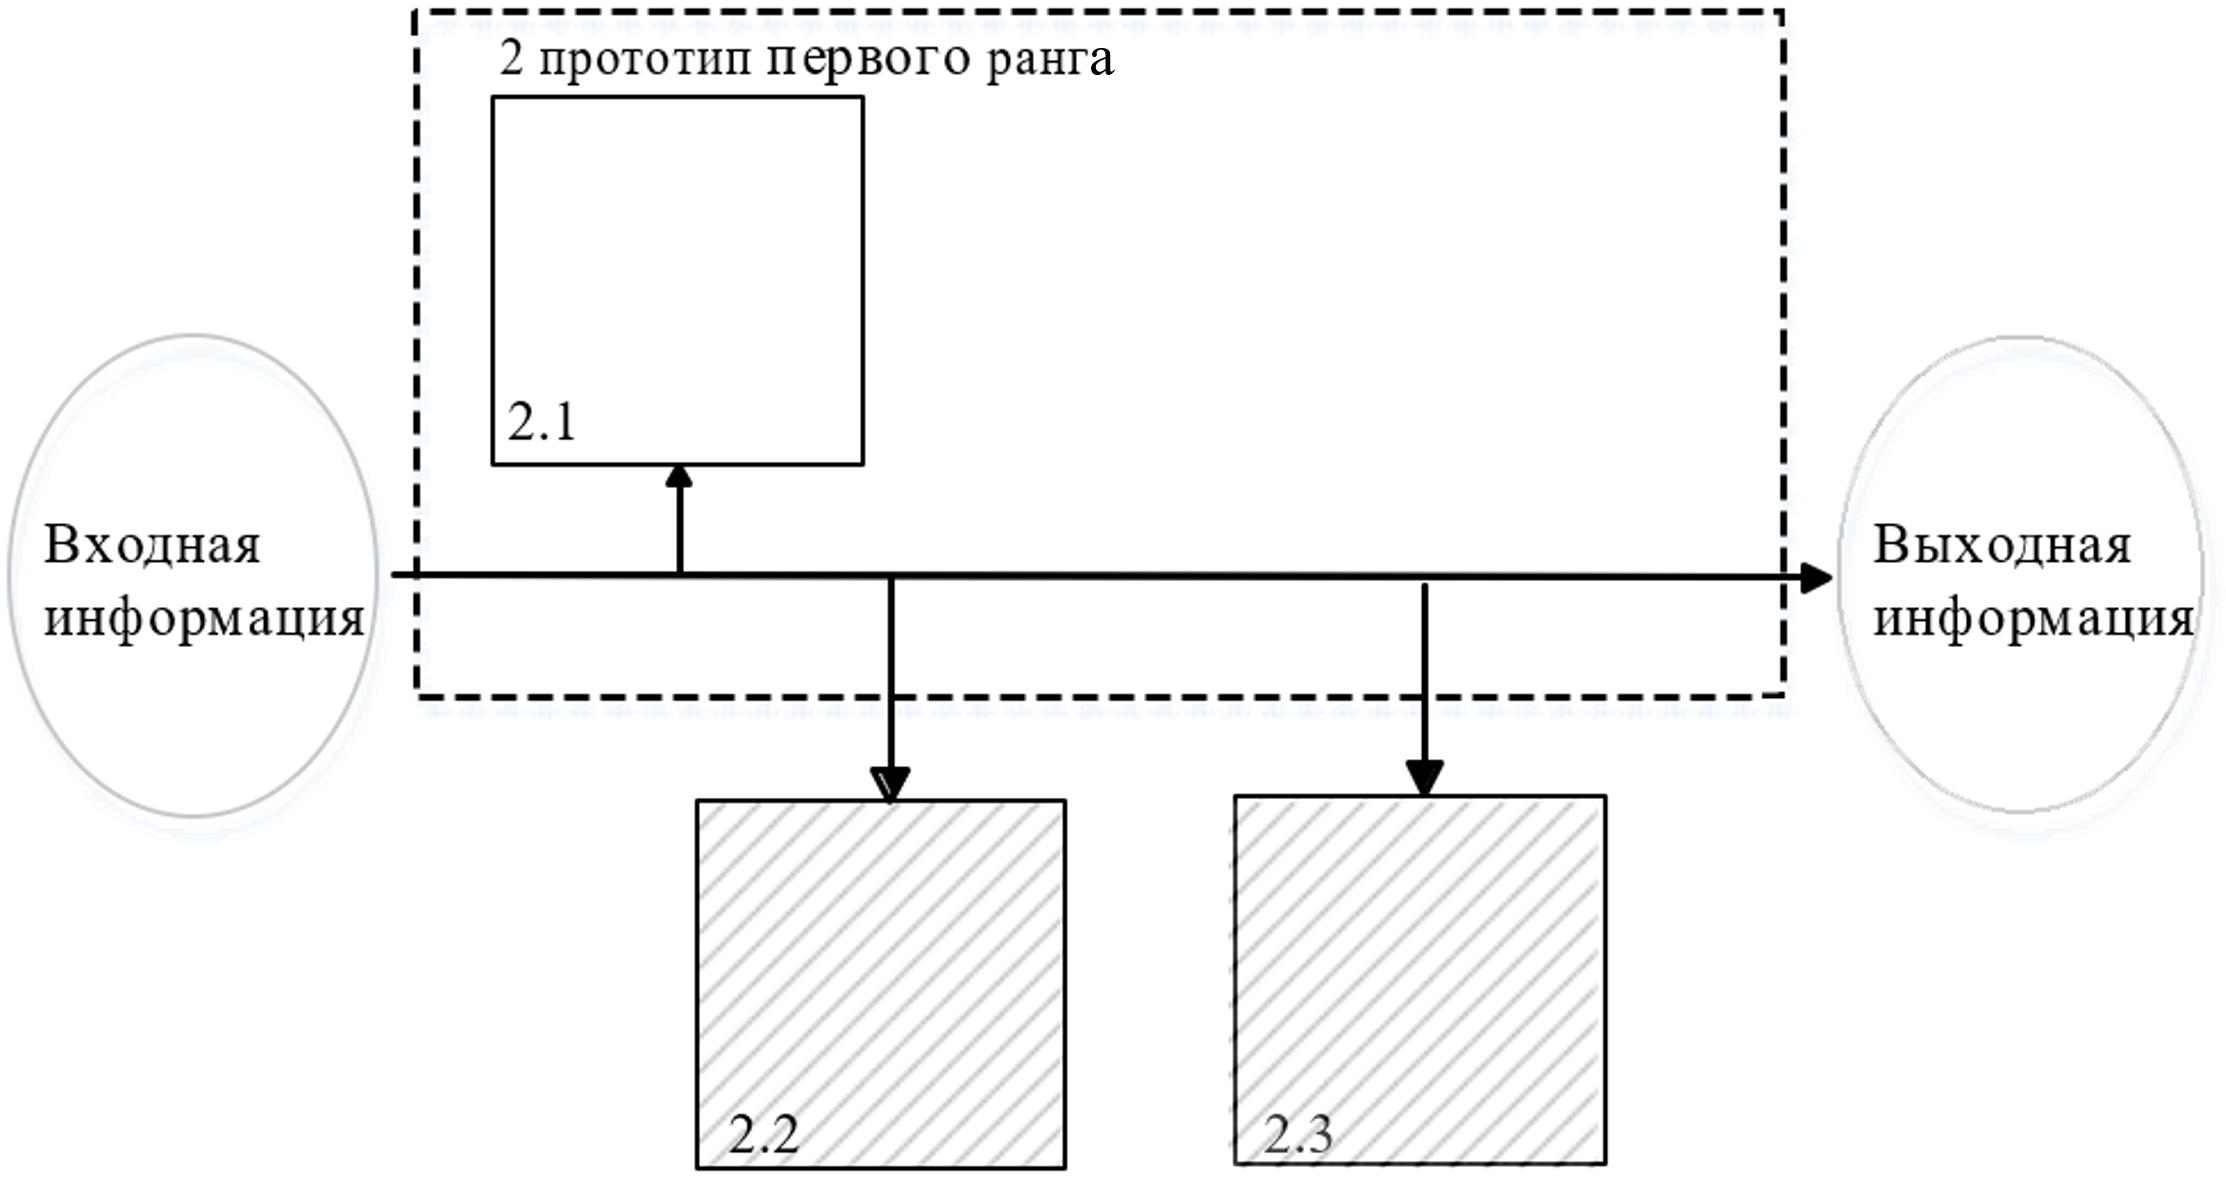 2 прототип первого ранга
2.1
Входная
информация
Выходная
информация
2.2
2.3